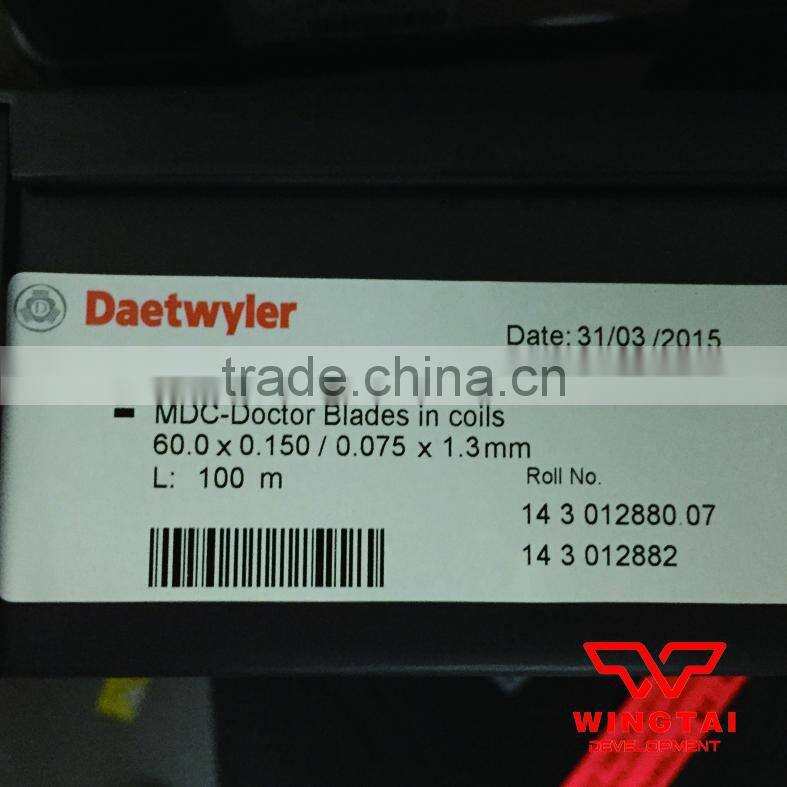 Daetwyler
Date: 31/03 /2015
trade.china.cn
MDC-Doctor Blades in coils
60.0 x 0.150 / 0.075 x 1.3mm
L: 100 m
Roll No.
14 3 012880.07
14 3 012882
WINGTAI
DEVELOPMENT